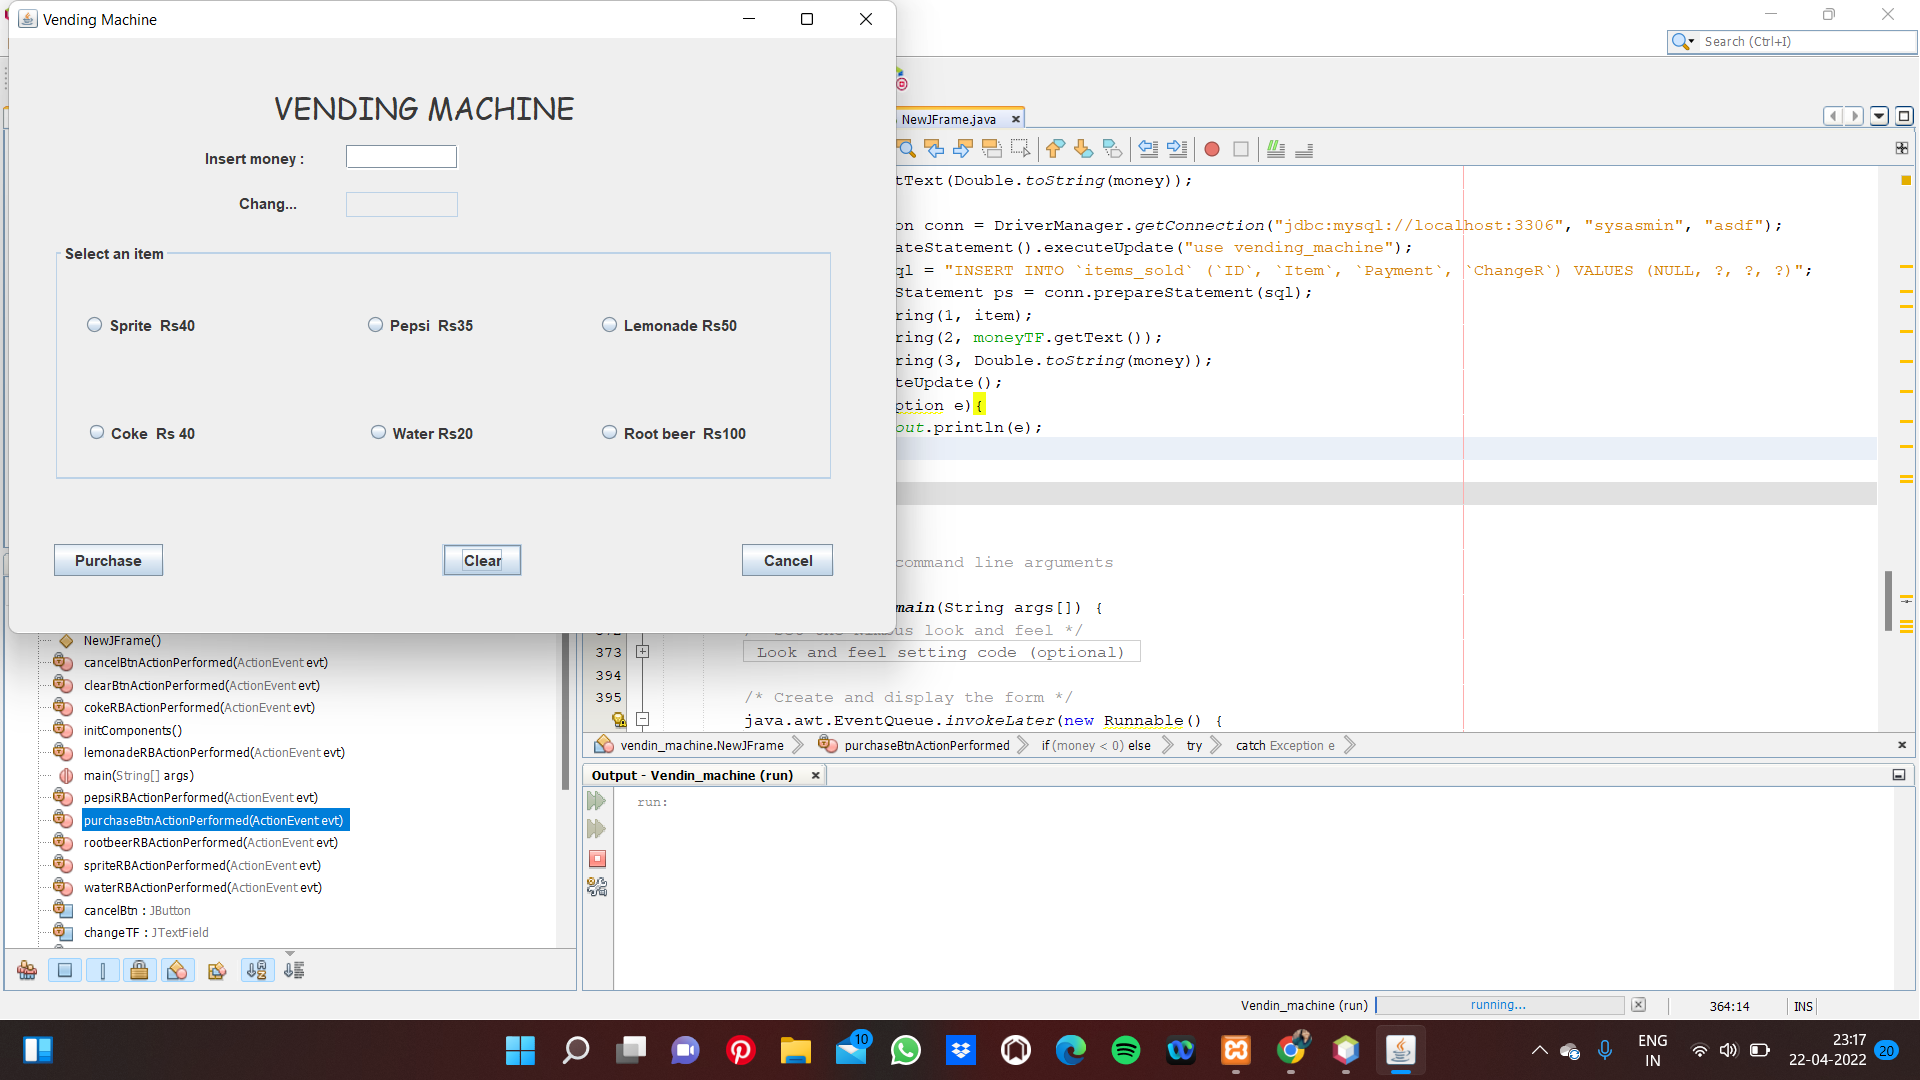 Vending Machine
Search (Ctrl+I)
VENDING MACHINE
Insert money :
Chang...
Select an item
Sprite Rs40
Pepsi Rs35
Lemonade Rs50
Coke Rs 40
Water Rs20
Root beer Rs100
Purchase
Clear
Cancel
NewJFrame.java
tText(Double.toString(money));
on conn = DriverManager.getConnection("jdbc:mysql://localhost:3306", "sysasmin", "asdf");
ateStatement().executeUpdate("use vending_machine");
ql = "INSERT INTO `items_sold` (`ID`, `Item`, `Payment`, `ChangeR`) VALUES (NULL, ?, ?, ?)";
Statement ps = conn.prepareStatement(sql);
ring(1, item);
ring(2, moneyTF.getText());
ring(3, Double.toString(money));
teUpdate();
ption e){
out.println(e);
command line arguments
main(String args[]) {
look and feel */
373 Look and feel setting code (optional)
394
395 /* Create and display the form */
java.awt.EventQueue.invokeLater(new Runnable() {
vendin_machine.NewJFrame
purchaseBtnActionPerformed
if (money < 0) else
try
catch Exception e
NewJFrame()
cancelBtnActionPerformed(ActionEvent evt)
clearBtnActionPerformed(ActionEvent evt)
cokeRBActionPerformed(ActionEvent evt)
initComponents()
lemonadeRBActionPerformed(ActionEvent evt)
main(String[] args)
pepsiRBActionPerformed(ActionEvent evt)
purchaseBtnActionPerformed(ActionEvent evt)
rootbeerRBActionPerformed(ActionEvent evt)
spriteRBActionPerformed(ActionEvent evt)
waterRBActionPerformed(ActionEvent evt)
cancelBtn : JButton
changeTF : JTextField
Output - Vendin_machine (run)
run:
Vendin_machine (run)
running...
364:14
INS
10
ENG
IN
23:17
22-04-2022
20